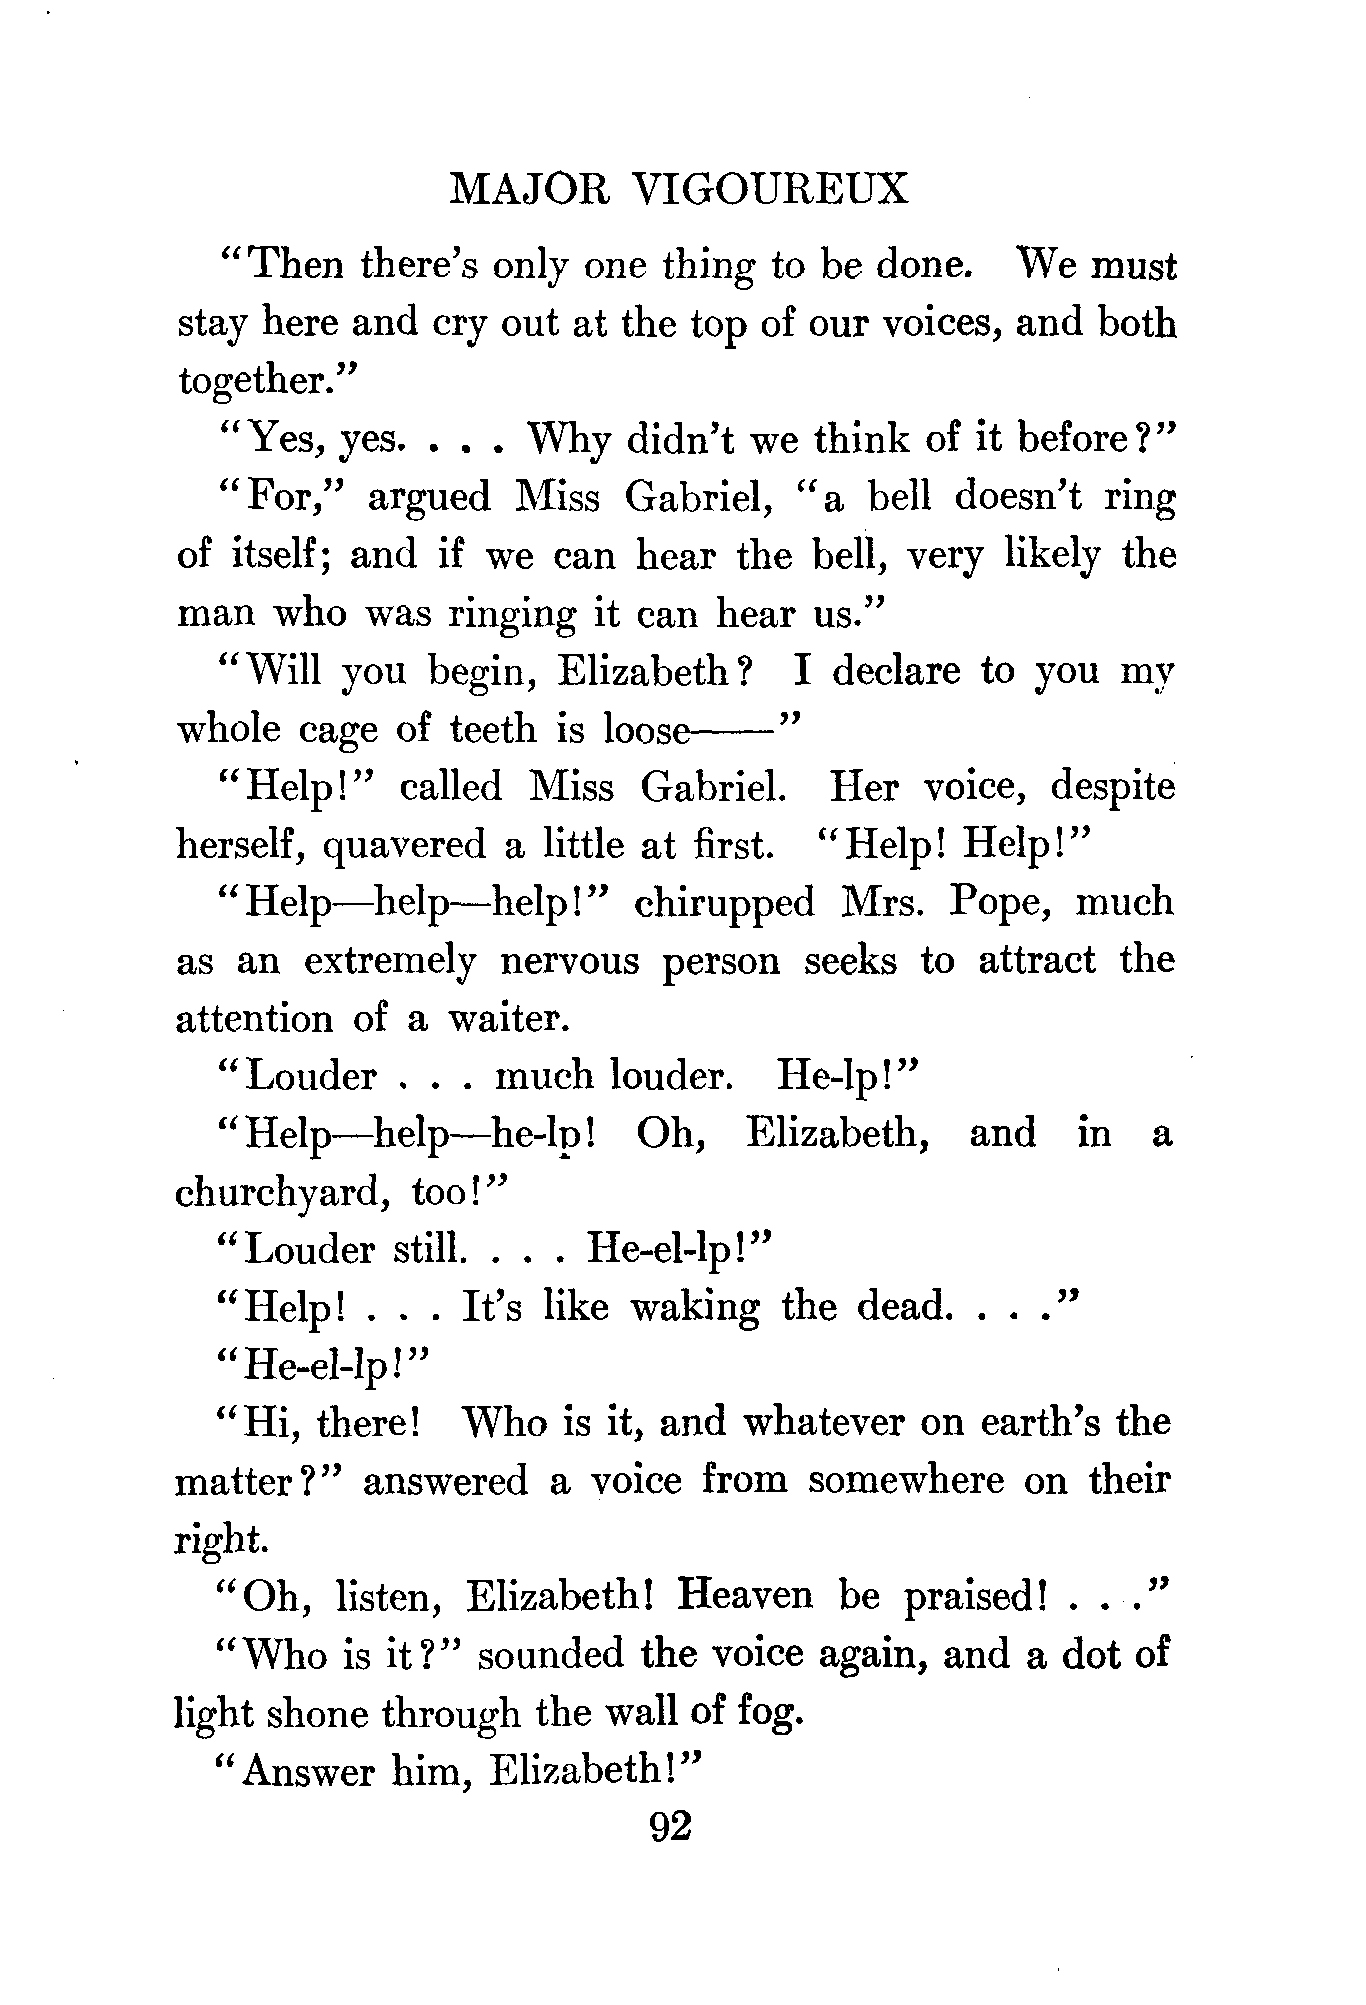 MAJOR VIGOUREUX
"Then there's only one thing to be done. We must
stay here and cry out at the top of our voices, and both
together."
"Yes, yes. . . . Why didn't we think of it before?"
"For," argued Miss Gabriel, "a bell doesn't ring
of itself; and if we can hear the bell, very likely the
man who was ringing it can hear us."
"Will you begin, Elizabeth? I declare to you my
whole cage of teeth is loose——"
"Help!" called Miss Gabriel. Her voice, despite
herself, quavered a little at first. "Help! Help!"
"Help—help—help!" chirupped Mrs. Pope, much
as an extremely nervous person seeks to attract the
attention of a waiter.
"Louder . . . much louder. He-lp!"
"Help—help—he-lp! Oh, Elizabeth, and in a
churchyard, too!"
"Louder still. . . . He-el-lp!"
"Help! . . . It's like waking the dead. . . ."
"He-el-lp!"
"Hi, there! Who is it, and whatever on earth's the
matter?" answered a voice from somewhere on their
right.
"Oh, listen, Elizabeth! Heaven be praised! . . ."
"Who is it?" sounded the voice again, and a dot of
light shone through the wall of fog.
"Answer him, Elizabeth!"
92